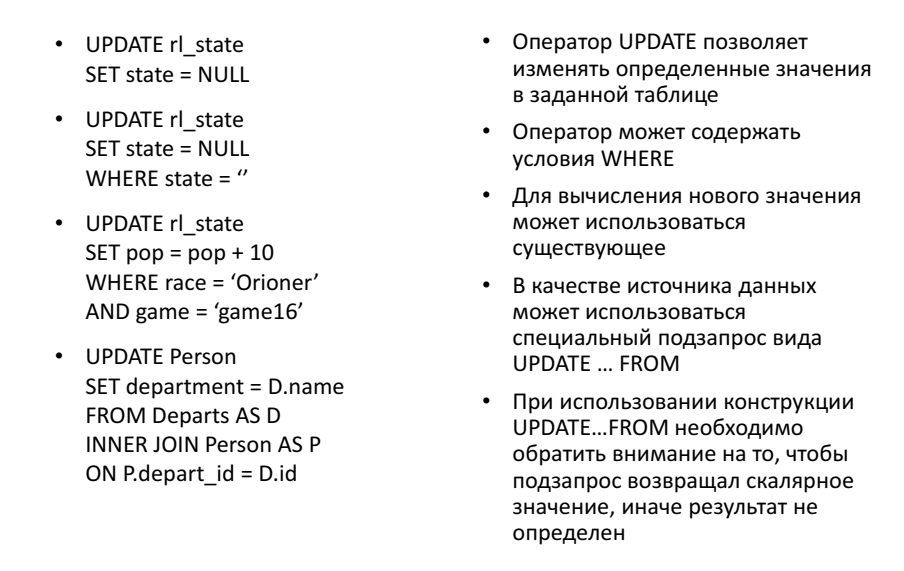 • UPDATE rl_state
SET state = NULL
• UPDATE rl_state
SET state = NULL
WHERE state = ‘’
• UPDATE rl_state
SET pop = pop + 10
WHERE race = ‘Orioner’
AND game = ‘game16’
• UPDATE Person
SET department = D.name
FROM Departs AS D
INNER JOIN Person AS P
ON P.depart_id = D.id
• Оператор UPDATE позволяет
изменять определенные значения
в заданной таблице
• Оператор может содержать
условия WHERE
• Для вычисления нового значения
может использоваться
существующее
• В качестве источника данных
может использоваться
специальный подзапрос вида
UPDATE … FROM
• При использовании конструкции
UPDATE…FROM необходимо
обратить внимание на то, чтобы
подзапрос возвращал скалярное
значение, иначе результат не
определен